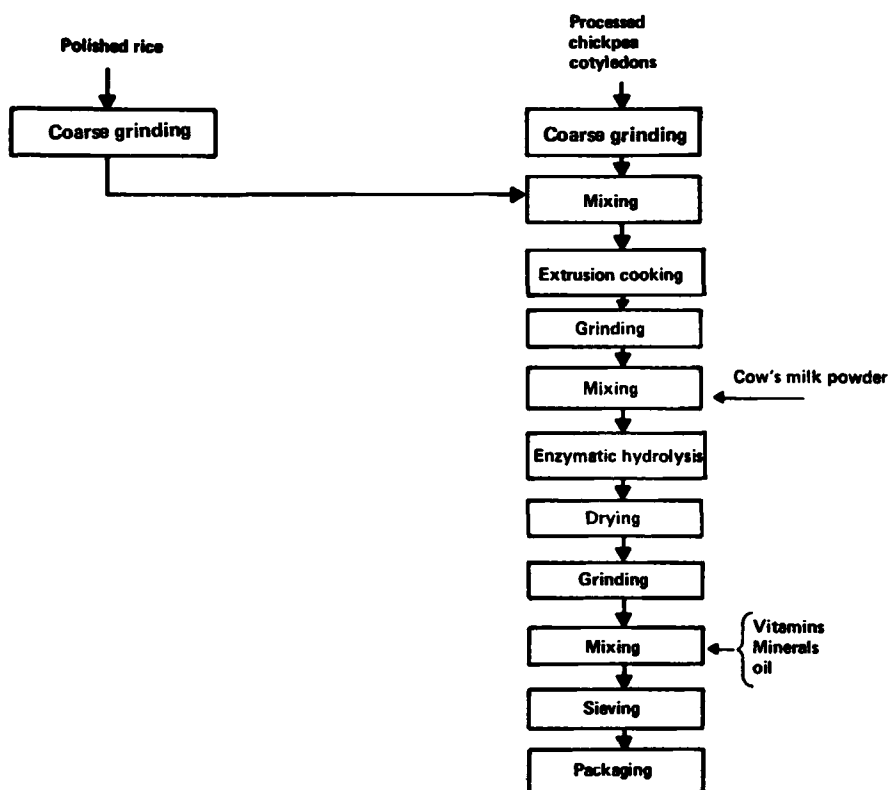 Polished rice
Processed
chickpea
cotyledons
Coarse grinding
Coarse grinding
Mixing
Extrusion cooking
Grinding
Mixing
Cow's milk powder
Enzymatic hydrolysis
Drying
Grinding
Mixing
Vitamins
Minerals
oil
Sieving
Packaging